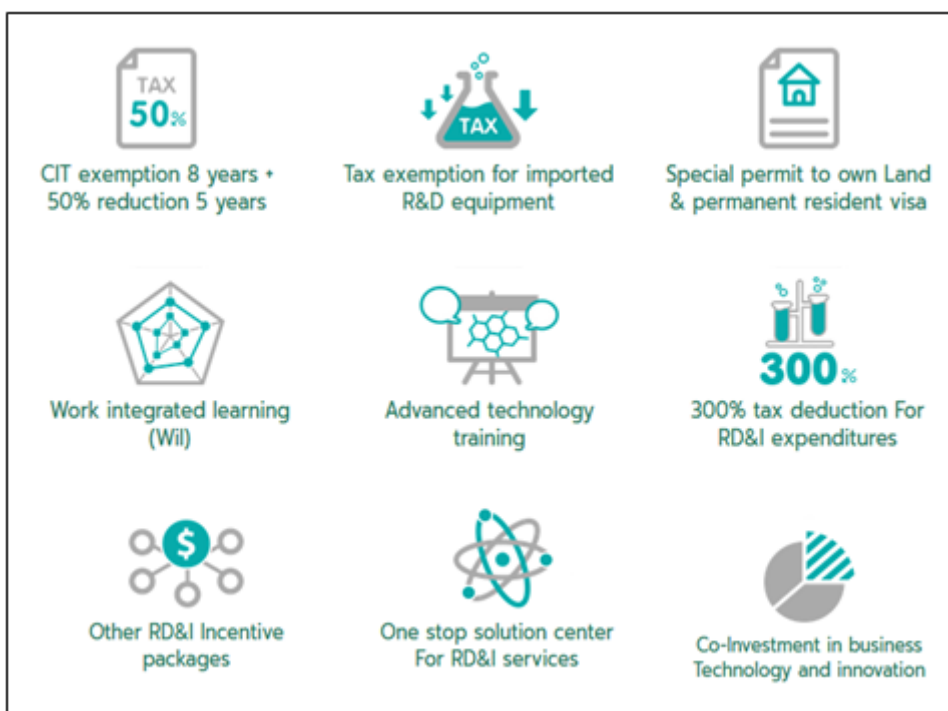 TAX
50%
CIT exemption 8 years +
50% reduction 5 years
TAX
Tax exemption for imported
R&D equipment
Special permit to own Land
& permanent resident visa
Work integrated learning
(Wil)
Advanced technology
training
300%
300% tax deduction For
RD&I expenditures
$
Other RD&I Incentive
packages
One stop solution center
For RD&I services
Co-Investment in business
Technology and innovation